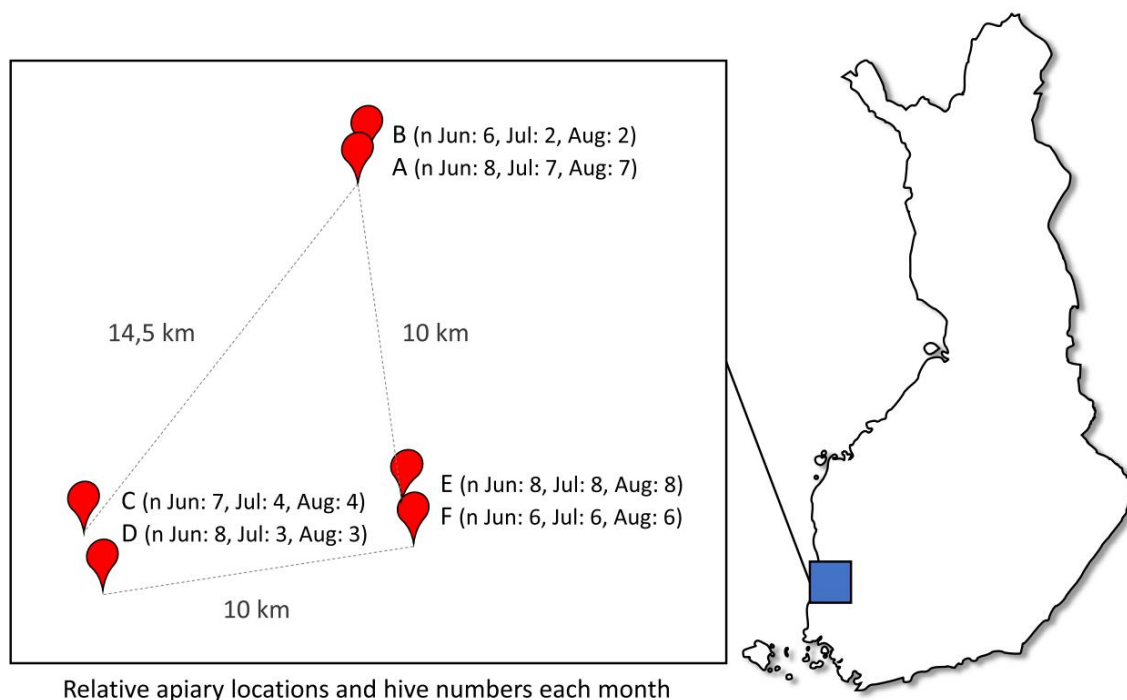 B (n Jun: 6, Jul: 2, Aug: 2)
A (n Jun: 8, Jul: 7, Aug: 7)
14,5 km
10 km
C (n Jun: 7, Jul: 4, Aug: 4)
D (n Jun: 8, Jul: 3, Aug: 3)
E (n Jun: 8, Jul: 8, Aug: 8)
F (n Jun: 6, Jul: 6, Aug: 6)
10 km
Relative apiary locations and hive numbers each month